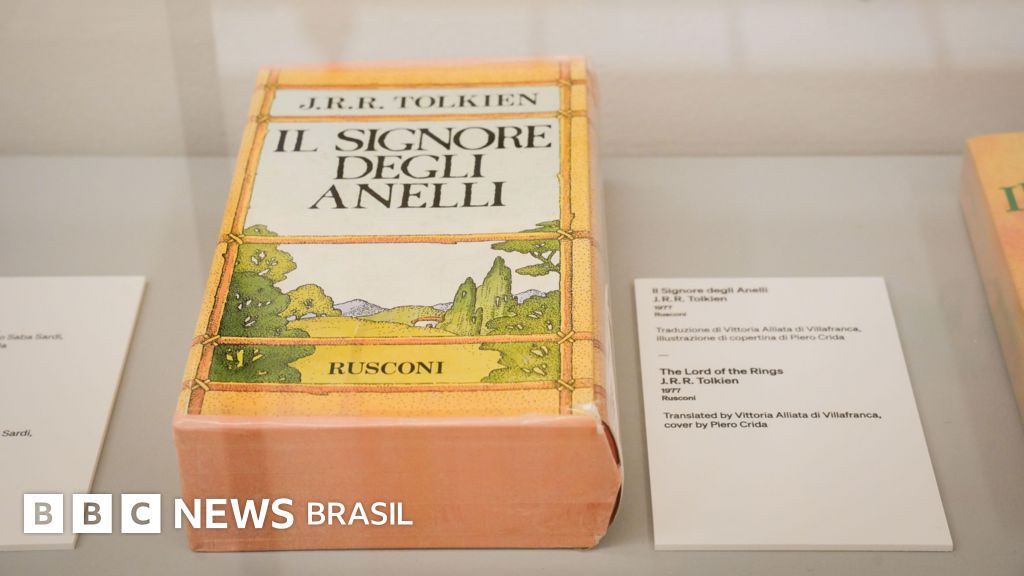 J.R.R. TOLKIEN
IL SIGNORE
DEGLI
ANELLI
RUSCONI
Saba Sardi,
Sardi,
Il Signore degli Anelli
J.R.R. Tolkien
1977
Rusconi
Traduzione di Vittoria Alliata di Villafranca,
illustrazione di copertina di Piero Crida
—
The Lord of the Rings
J.R.R. Tolkien
1977
Rusconi
Translated by Vittoria Alliata di Villafranca,
cover by Piero Crida
BBC NEWS BRASIL